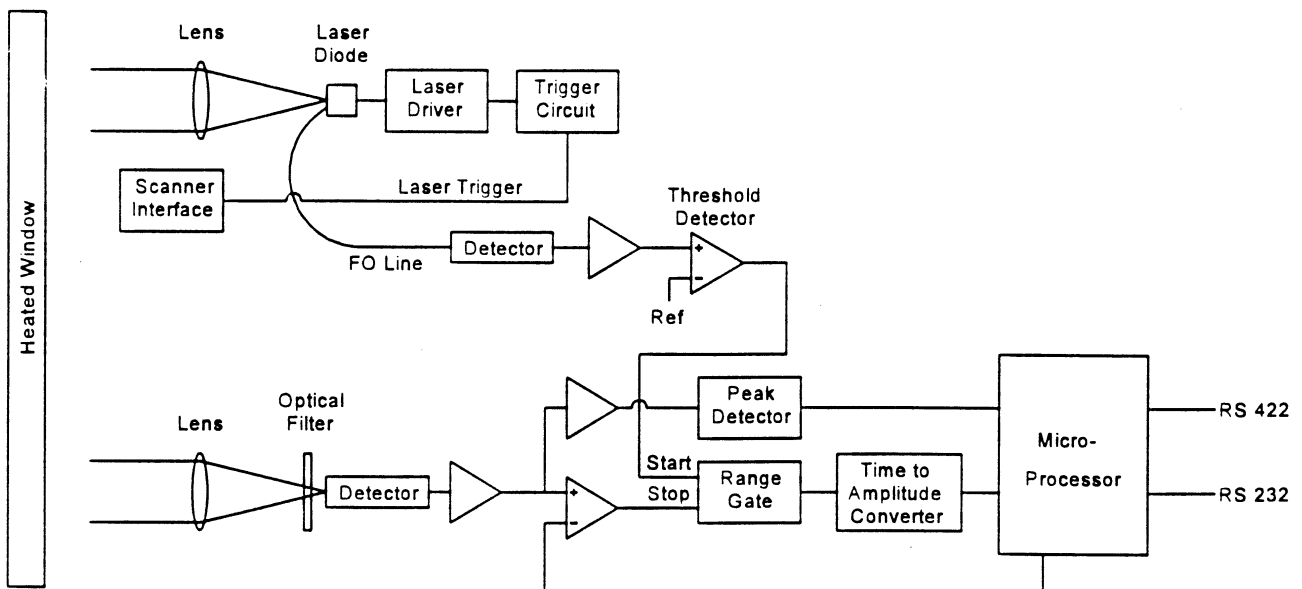 Heated Window
Lens
Laser
Diode
Laser
Driver
Trigger
Circuit
Scanner
Interface
Laser Trigger
FO Line
Detector
Threshold
Detector
+
-
Ref
Lens
Optical
Filter
Detector
+
-
Peak
Detector
Start
Stop
Range
Gate
Time to
Amplitude
Converter
Micro-
Processor
RS 422
RS 232